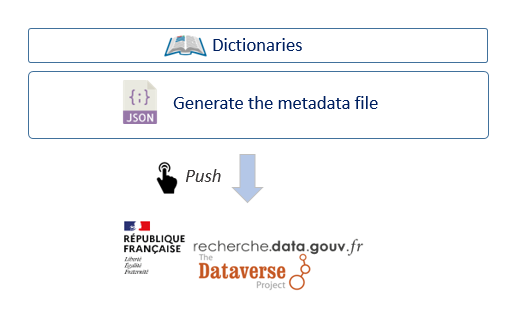 Dictionaries
{;}
JSON
Generate the metadata file
Push
RÉPUBLIQUE
FRANÇAISE
Liberté
Égalité
Fraternité
recherche.data.gouv.fr
The
Dataverse
Project